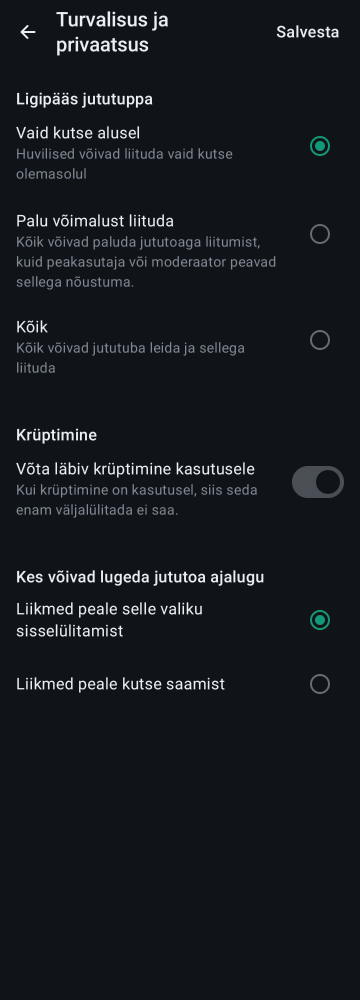 Turvalisus ja
privaatsus
Salvesta
Ligipääs jututuppa
Vaid kutse alusel
Huvilised võivad liituda vaid kutse
olemasolul
Palu võimalust liituda
Kõik võivad paluda jututoaga liitumist,
kuid peakasutaja või moderaator peavad
sellega nõustuma.
Kõik
Kõik võivad jututuba leida ja sellega
liituda
Krüptimine
Võta läbiv krüptimine kasutusele
Kui krüptimine on kasutusel, siis seda
enam väljalülitada ei saa.
Kes võivad lugeda jututoa ajalugu
Liikmed peale selle valiku
sisselülitamist
Liikmed peale kutse saamist